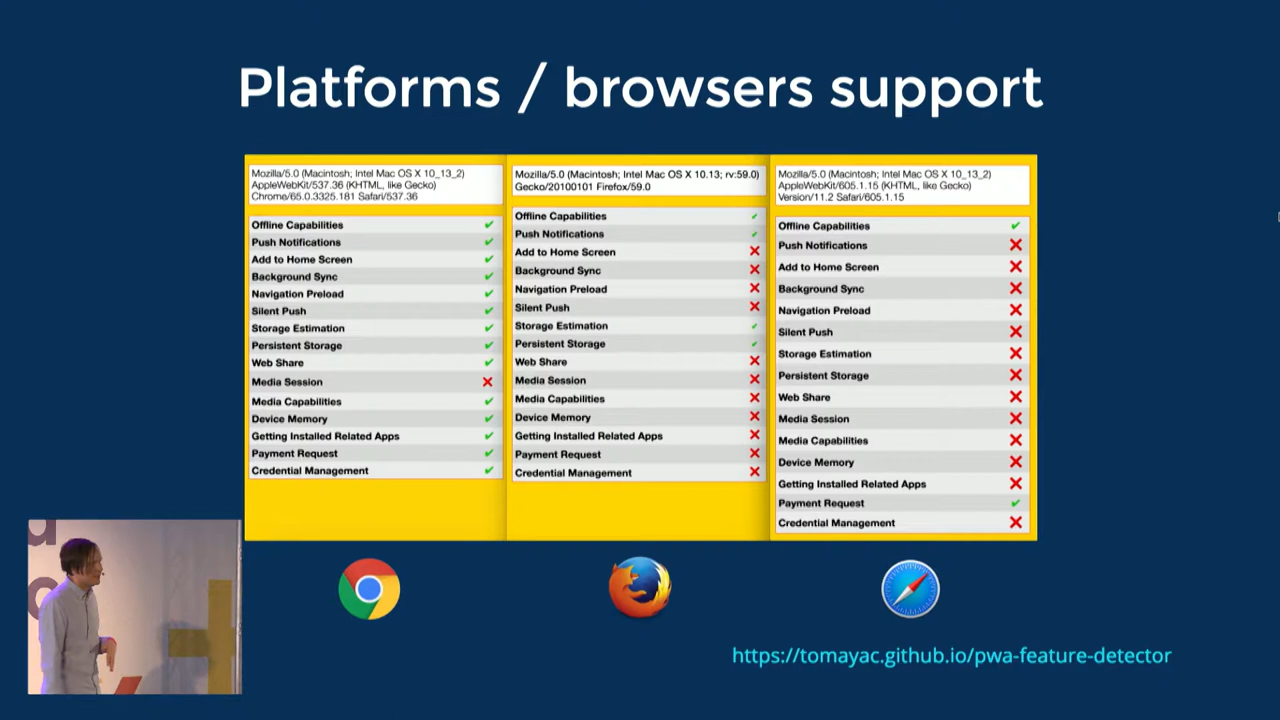 Platforms / browsers support
Mozilla/5.0 (Macintosh; Intel Mac OS X 10_13_2)
AppleWebKit/537.36 (KHTML, like Gecko)
Chrome/65.0.3325.181 Safari/537.36
Offline Capabilities
Push Notifications
Add to Home Screen
Background Sync
Navigation Preload
Silent Push
Storage Estimation
Persistent Storage
Web Share
Media Session
Media Capabilities
Device Memory
Getting Installed Related Apps
Payment Request
Credential Management
Mozilla/5.0 (Macintosh; Intel Mac OS X 10.13; rv:59.0)
Gecko/20100101 Firefox/59.0
Offline Capabilities
Push Notifications
Add to Home Screen
Background Sync
Navigation Preload
Silent Push
Storage Estimation
Persistent Storage
Web Share
Media Session
Media Capabilities
Device Memory
Getting Installed Related Apps
Payment Request
Credential Management
Mozilla/5.0 (Macintosh; Intel Mac OS X 10_13_2)
AppleWebKit/605.1.15 (KHTML, like Gecko)
Version/11.2 Safari/605.1.15
Offline Capabilities
Push Notifications
Add to Home Screen
Background Sync
Navigation Preload
Silent Push
Storage Estimation
Persistent Storage
Web Share
Media Session
Media Capabilities
Device Memory
Getting Installed Related Apps
Payment Request
Credential Management
https://tomayac.github.io/pwa-feature-detector